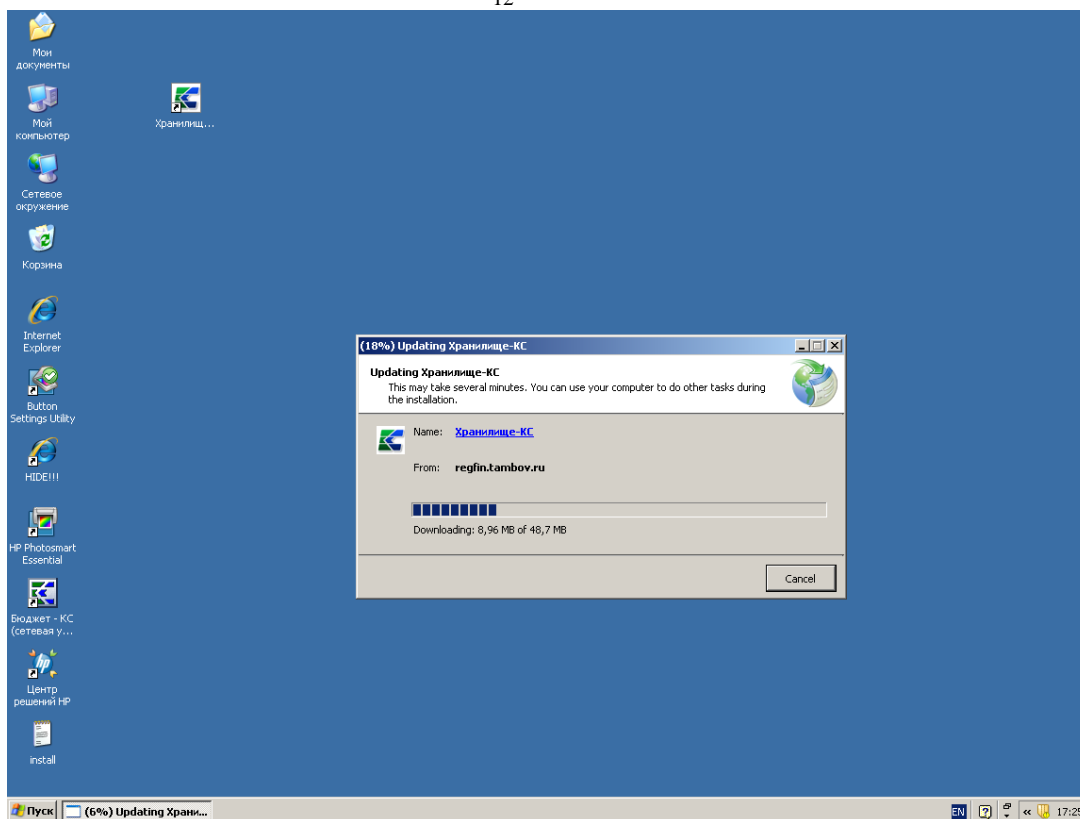 12
Мои
документы
Мой
компьютер
Хранилищ...
Сетевое
окружение
Корзина
Internet
Explorer
Button
Settings Utility
HIDE!!!
HP Photosmart
Essential
Бюджет - КС
(сетевая у...
Центр
решений HP
install
(18%) Updating Хранилище-КС
Updating Хранилище-КС
This may take several minutes. You can use your computer to do other tasks during
the installation.
Name: Хранилище-КС
From: regfin.tambov.ru
Downloading: 8,96 MB of 48,7 MB
Cancel
Пуск
(6%) Updating Храни...
EN
17:25